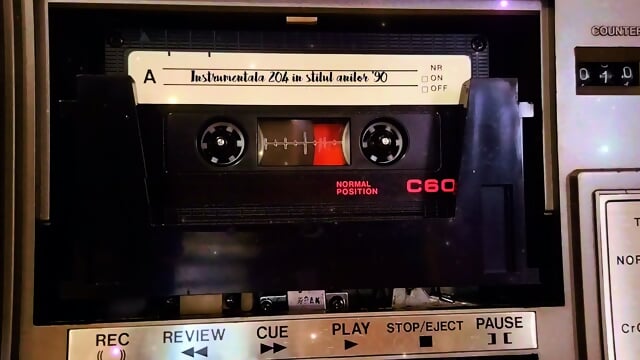 COUNTER
A
Instrumentala 204 in stilul anilor '90
NR
ON
OFF
NORMAL
POSITION
C60
REC
REVIEW
CUE
PLAY
STOP/EJECT
PAUSE